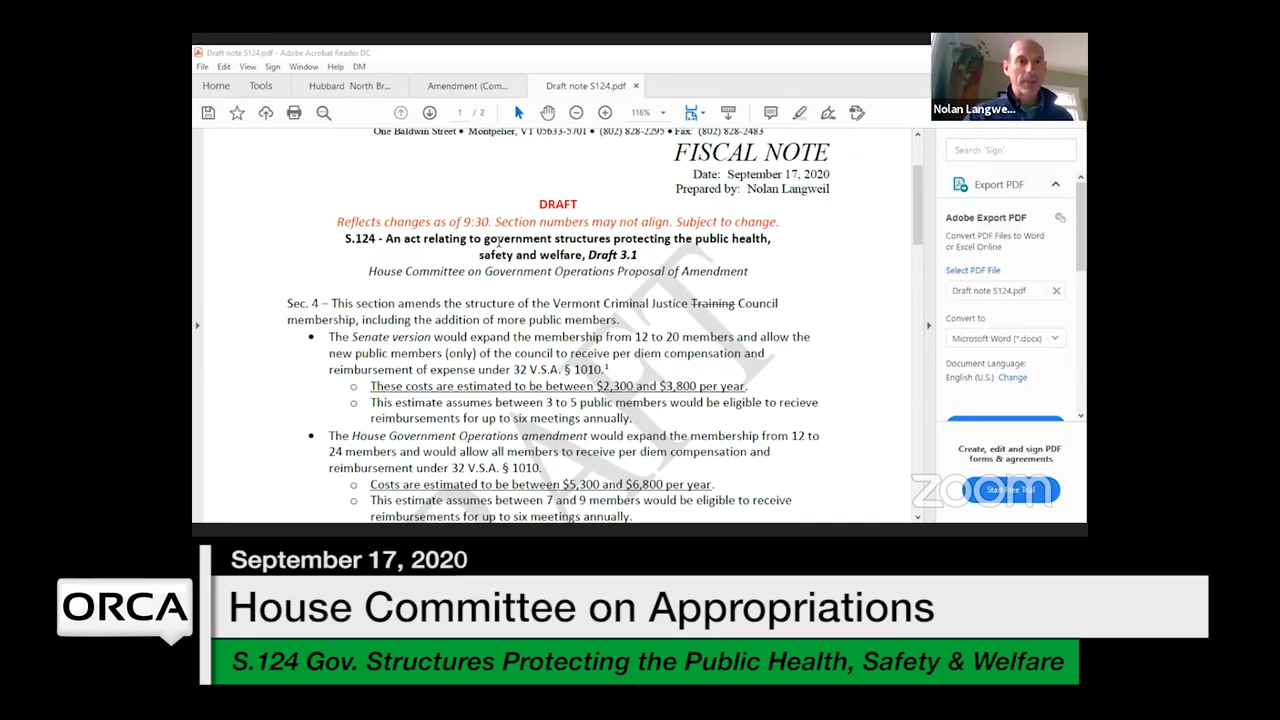 Draft note S124.pdf - Adobe Acrobat Reader DC
File Edit View Sign Window Help DM
Home Tools Hubbard North Br... Amendment (Com... Draft note S124.pdf ×
1 / 2 116%
One Baldwin Street • Montpelier, VT 05633-5701 • (802) 828-2295 • Fax: (802) 828-2483
FISCAL NOTE
Date: September 17, 2020
Prepared by: Nolan Langweil
DRAFT
Reflects changes as of 9:30. Section numbers may not align. Subject to change.
S.124 - An act relating to government structures protecting the public health,
safety and welfare, Draft 3.1
House Committee on Government Operations Proposal of Amendment
Sec. 4 – This section amends the structure of the Vermont Criminal Justice Training Council
membership, including the addition of more public members.
• The Senate version would expand the membership from 12 to 20 members and allow the
new public members (only) of the council to receive per diem compensation and
reimbursement of expense under 32 V.S.A. § 1010.¹
o These costs are estimated to be between $2,300 and $3,800 per year.
o This estimate assumes between 3 to 5 public members would be eligible to recieve
reimbursements for up to six meetings annually.
• The House Government Operations amendment would expand the membership from 12 to
24 members and would allow all members to receive per diem compensation and
reimbursement under 32 V.S.A. § 1010.
o Costs are estimated to be between $5,300 and $6,800 per year.
o This estimate assumes between 7 and 9 members would be eligible to receive
reimbursements for up to six meetings annually.
DRAFT
Nolan Langwe...
Search 'Sign'
Export PDF
Adobe Export PDF
Convert PDF Files to Word
or Excel Online
Select PDF File
Draft note S124.pdf
Convert to
Microsoft Word (*.docx)
Document Language:
English (U.S.) Change
Create, edit and sign PDF
forms & agreements
Start Free Trial
zoom
September 17, 2020
ORCA
House Committee on Appropriations
S.124 Gov. Structures Protecting the Public Health, Safety & Welfare